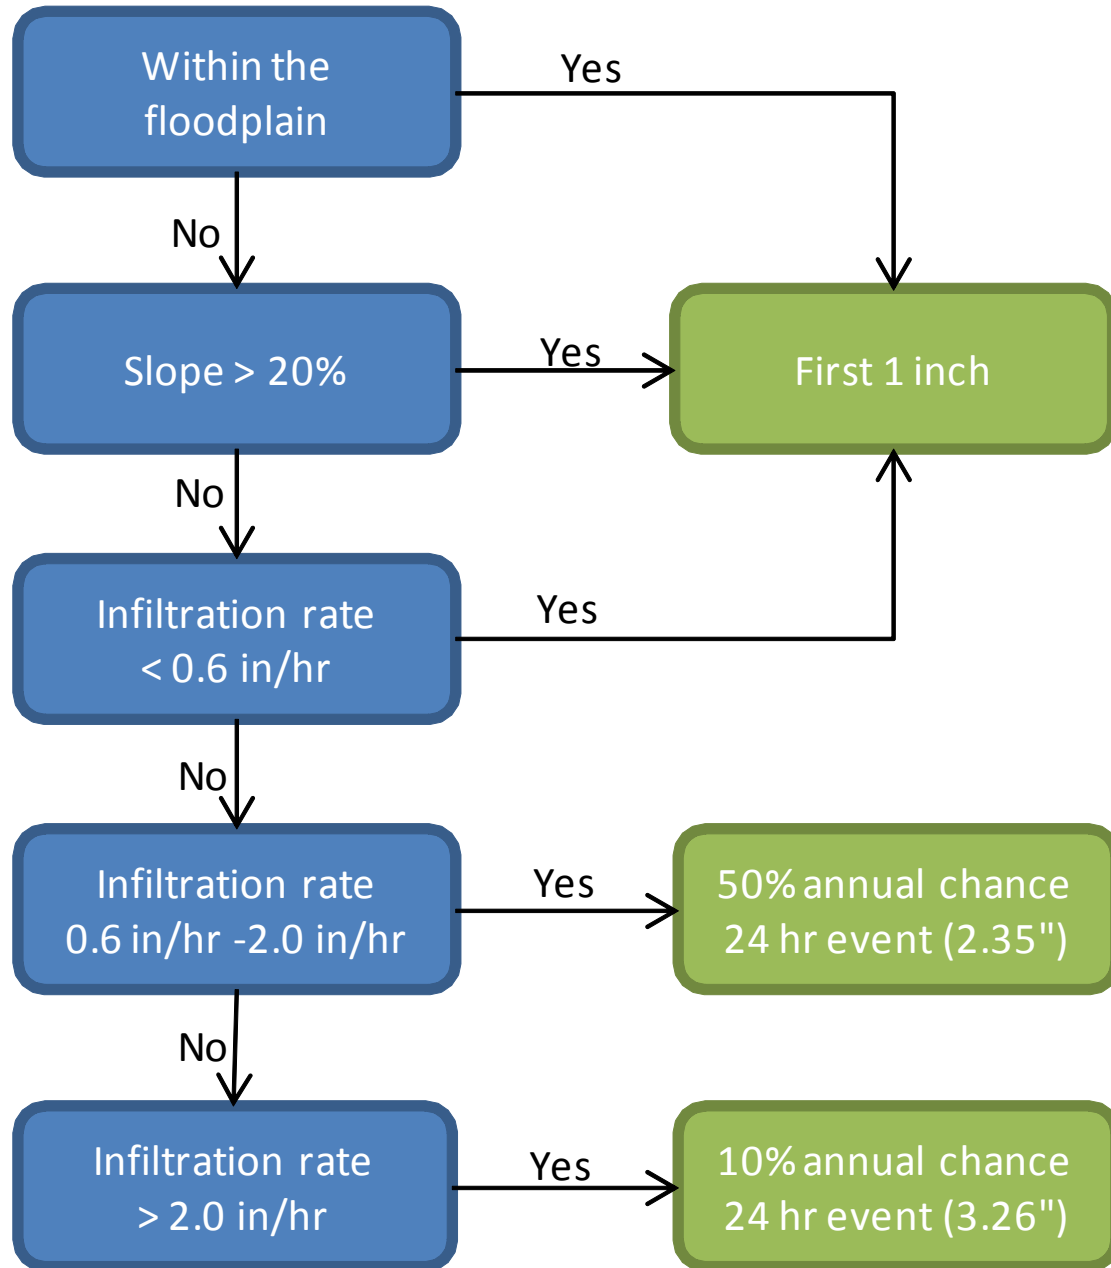 Within the
floodplain
Yes
No
Slope > 20%
Yes
First 1 inch
No
Infiltration rate
< 0.6 in/hr
Yes
No
Infiltration rate
0.6 in/hr -2.0 in/hr
Yes
50% annual chance
24 hr event (2.35")
No
Infiltration rate
> 2.0 in/hr
Yes
10% annual chance
24 hr event (3.26")